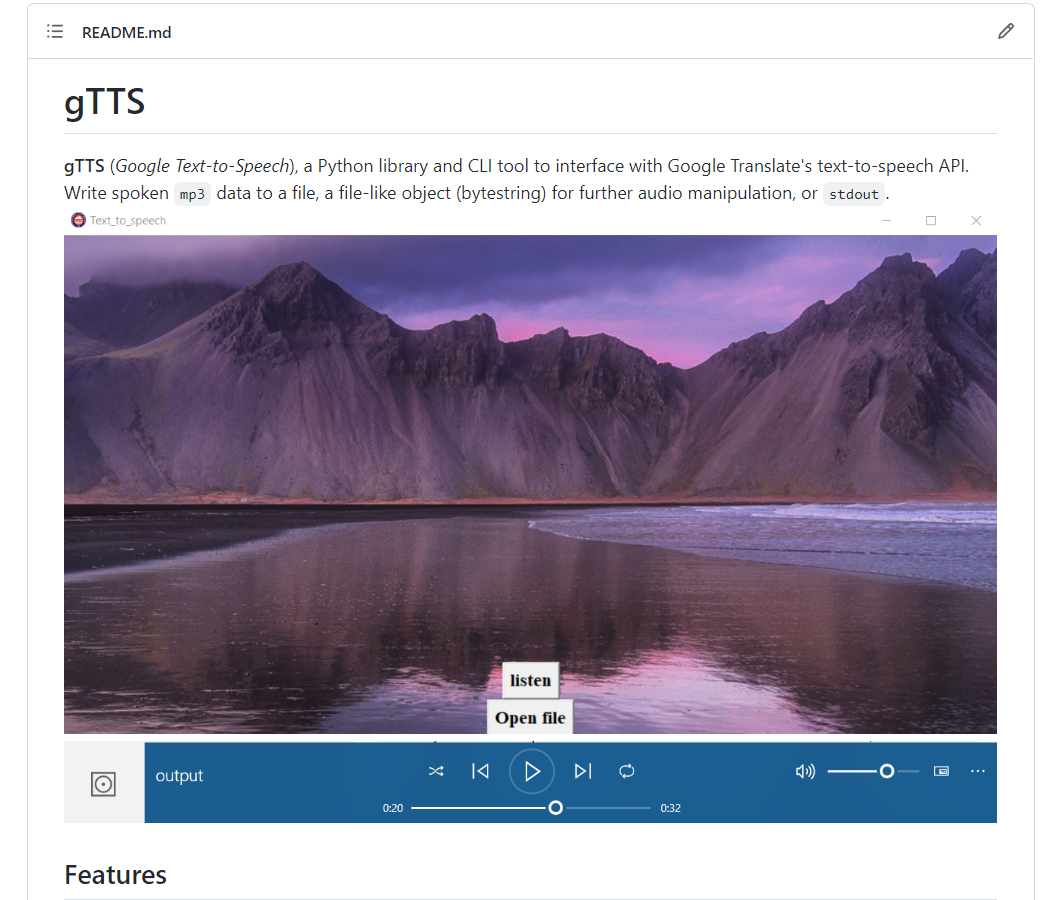 README.md
gTTS
gTTS (Google Text-to-Speech), a Python library and CLI tool to interface with Google Translate's text-to-speech API.
Write spoken mp3 data to a file, a file-like object (bytestring) for further audio manipulation, or stdout.
Text_to_speech
listen
Open file
output
0:20
0:32
Features